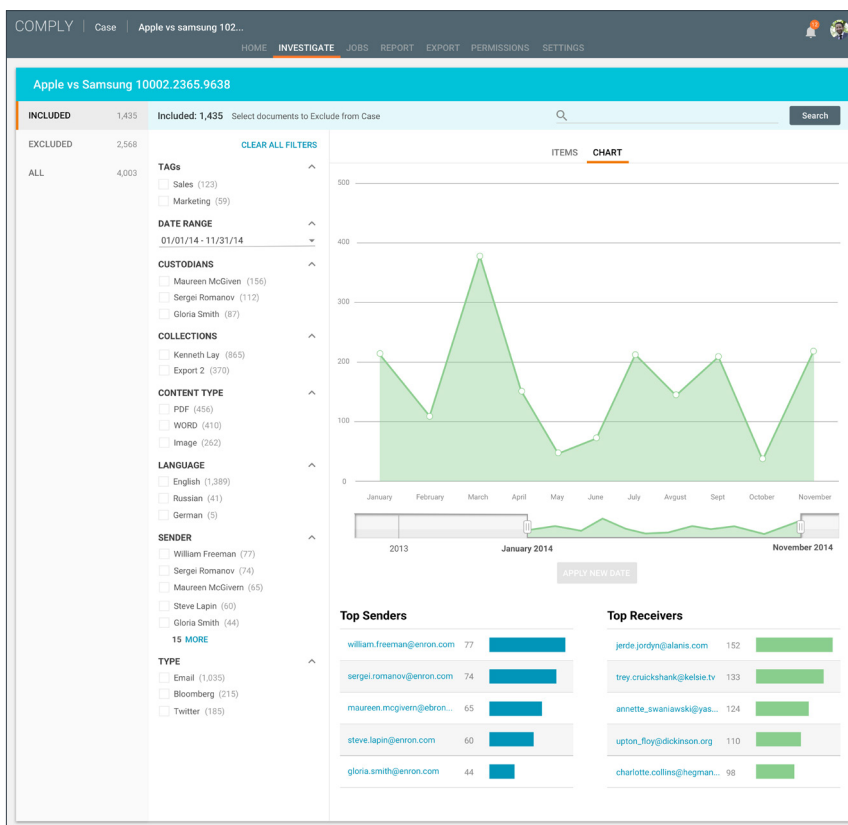 COMPLY | Case | Apple vs samsung 102...
13
HOME INVESTIGATE JOBS REPORT EXPORT PERMISSIONS SETTINGS
Apple vs Samsung 10002.2365.9638
INCLUDED 1,435
EXCLUDED 2,568
ALL 4,003
Included: 1,435 Select documents to Exclude from Case
Search
CLEAR ALL FILTERS
TAGs
Sales (123)
Marketing (59)
DATE RANGE
01/01/14 - 11/31/14
CUSTODIANS
Maureen McGiven (156)
Sergei Romanov (112)
Gloria Smith (87)
COLLECTIONS
Kenneth Lay (865)
Export 2 (370)
CONTENT TYPE
PDF (456)
WORD (410)
Image (262)
LANGUAGE
English (1,389)
Russian (41)
German (5)
SENDER
William Freeman (77)
Sergei Romanov (74)
Maureen McGivern (65)
Steve Lapin (60)
Gloria Smith (44)
15 MORE
TYPE
Email (1,035)
Bloomberg (215)
Twitter (185)
ITEMS CHART
500
400
300
200
100
0
January February March April May June July Avgust Sept October November
2013 January 2014 November 2014
APPLY NEW DATE
Top Senders
william.freeman@enron.com 77
sergei.romanov@enron.com 74
maureen.mcgivern@ebron... 65
steve.lapin@enron.com 60
gloria.smith@enron.com 44
Top Receivers
jerde.jordyn@alanis.com 152
trey.cruickshank@kelsie.tv 133
annette_swaniawski@yas... 124
upton_floy@dickinson.org 110
charlotte.collins@hegman... 98